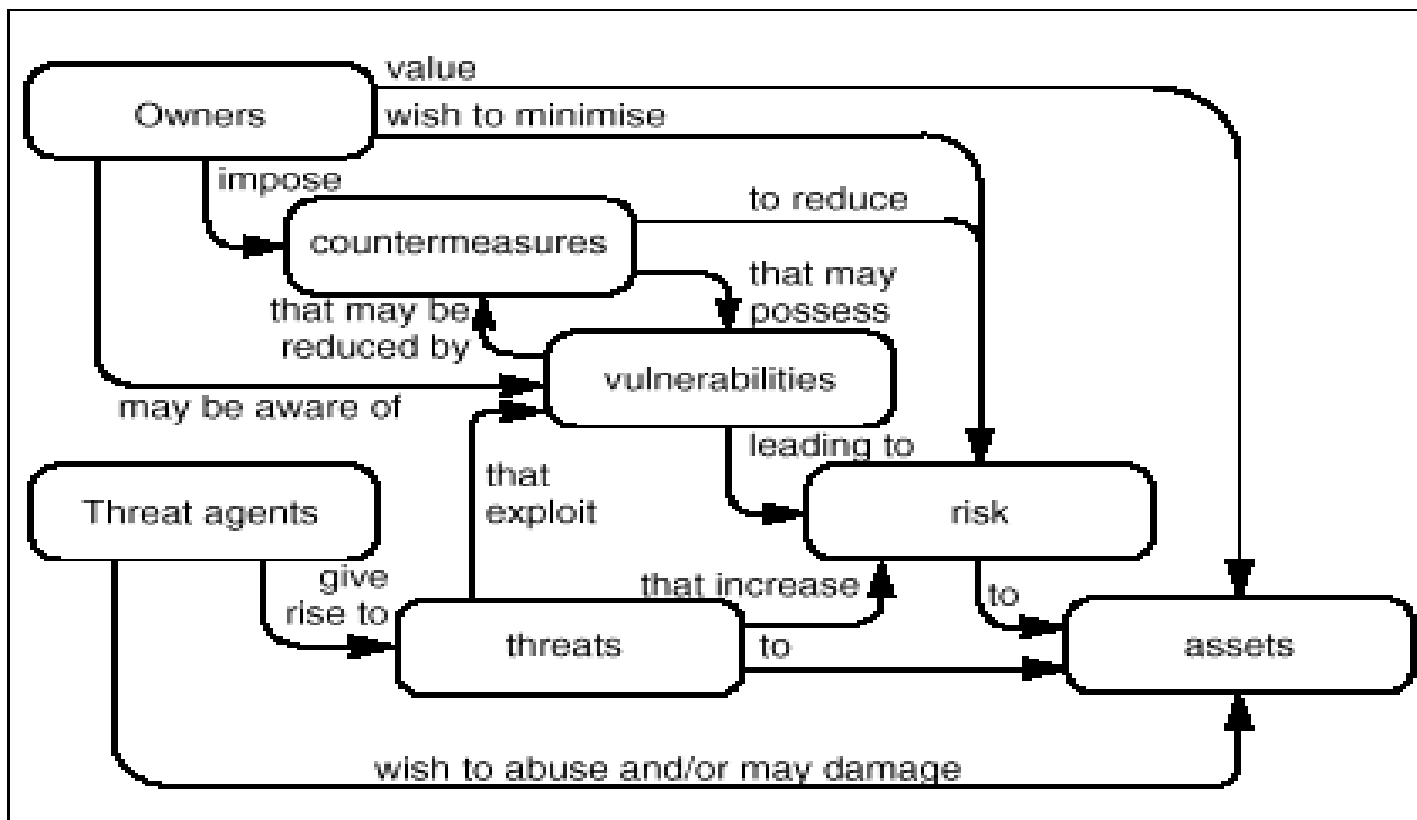 value
Owners
wish to minimise
impose
to reduce
countermeasures
that may
possess
that may be
reduced by
vulnerabilities
may be aware of
leading to
that
exploit
Threat agents
risk
give
rise to
that increase
to
threats
to
assets
wish to abuse and/or may damage